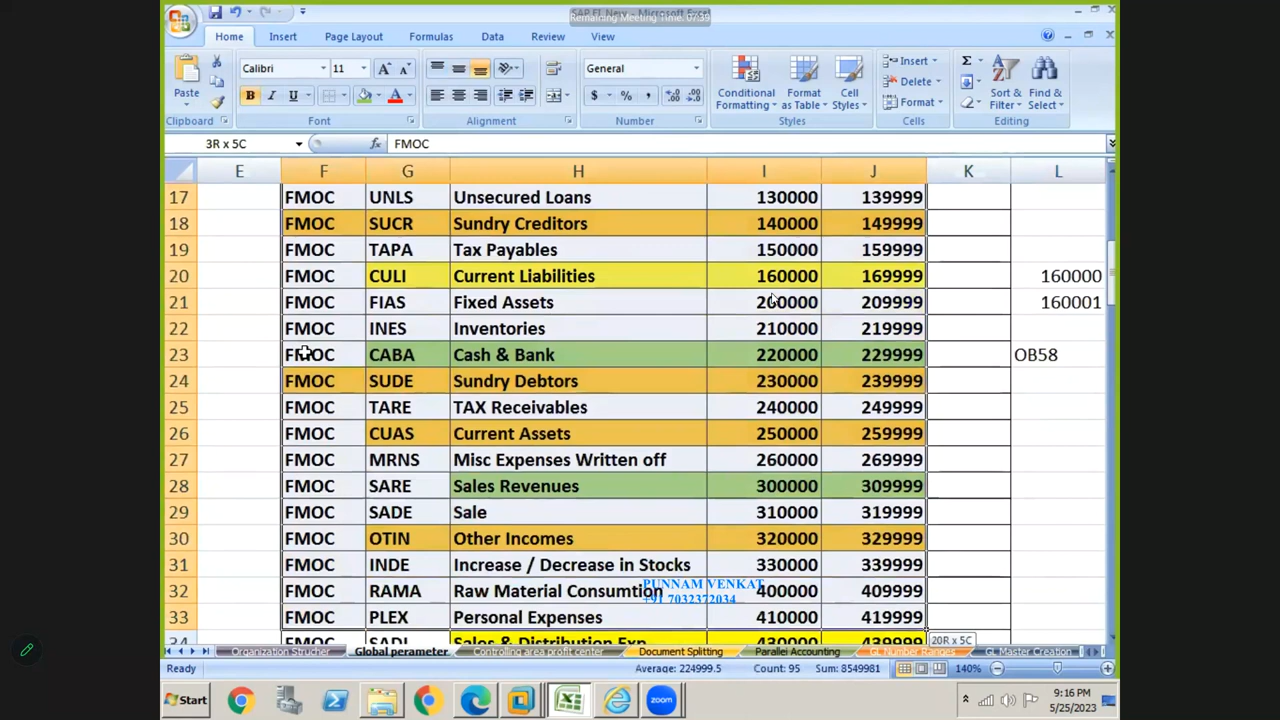 SAP FI New - Microsoft Excel
Remaining Meeting Time: 07:39
Home Insert Page Layout Formulas Data Review View
Paste
Calibri 11
B I U
General
$ % ,
Conditional Formatting
Format as Table
Cell Styles
Insert
Delete
Format
Σ
Sort & Filter
Find & Select
Clipboard Font Alignment Number Styles Cells Editing
3R x 5C fx FMOC
E F G H I J K L
17 FMOC UNLS Unsecured Loans 130000 139999
18 FMOC SUCR Sundry Creditors 140000 149999
19 FMOC TAPA Tax Payables 150000 159999
20 FMOC CULI Current Liabilities 160000 169999 160000
21 FMOC FIAS Fixed Assets 200000 209999 160001
22 FMOC INES Inventories 210000 219999
23 FMOC CABA Cash & Bank 220000 229999 OB58
24 FMOC SUDE Sundry Debtors 230000 239999
25 FMOC TARE TAX Receivables 240000 249999
26 FMOC CUAS Current Assets 250000 259999
27 FMOC MRNS Misc Expenses Written off 260000 269999
28 FMOC SARE Sales Revenues 300000 309999
29 FMOC SADE Sale 310000 319999
30 FMOC OTIN Other Incomes 320000 329999
31 FMOC INDE Increase / Decrease in Stocks 330000 339999
PUNNAM VENKAT
32 FMOC RAMA Raw Material Consumtion 400000 409999
+91 7032372034
33 FMOC PLEX Personal Expenses 410000 419999
34 FMOC SADI Sales & Distribution Exp 430000 439999
20R x 5C
Organization Strucher Global perameter Controlling area profit center Document Splitting Parallel Accounting GL Number Ranges GL Master Creation
Ready Average: 224999.5 Count: 95 Sum: 8549981 140%
Start
zoom
9:16 PM
5/25/2023